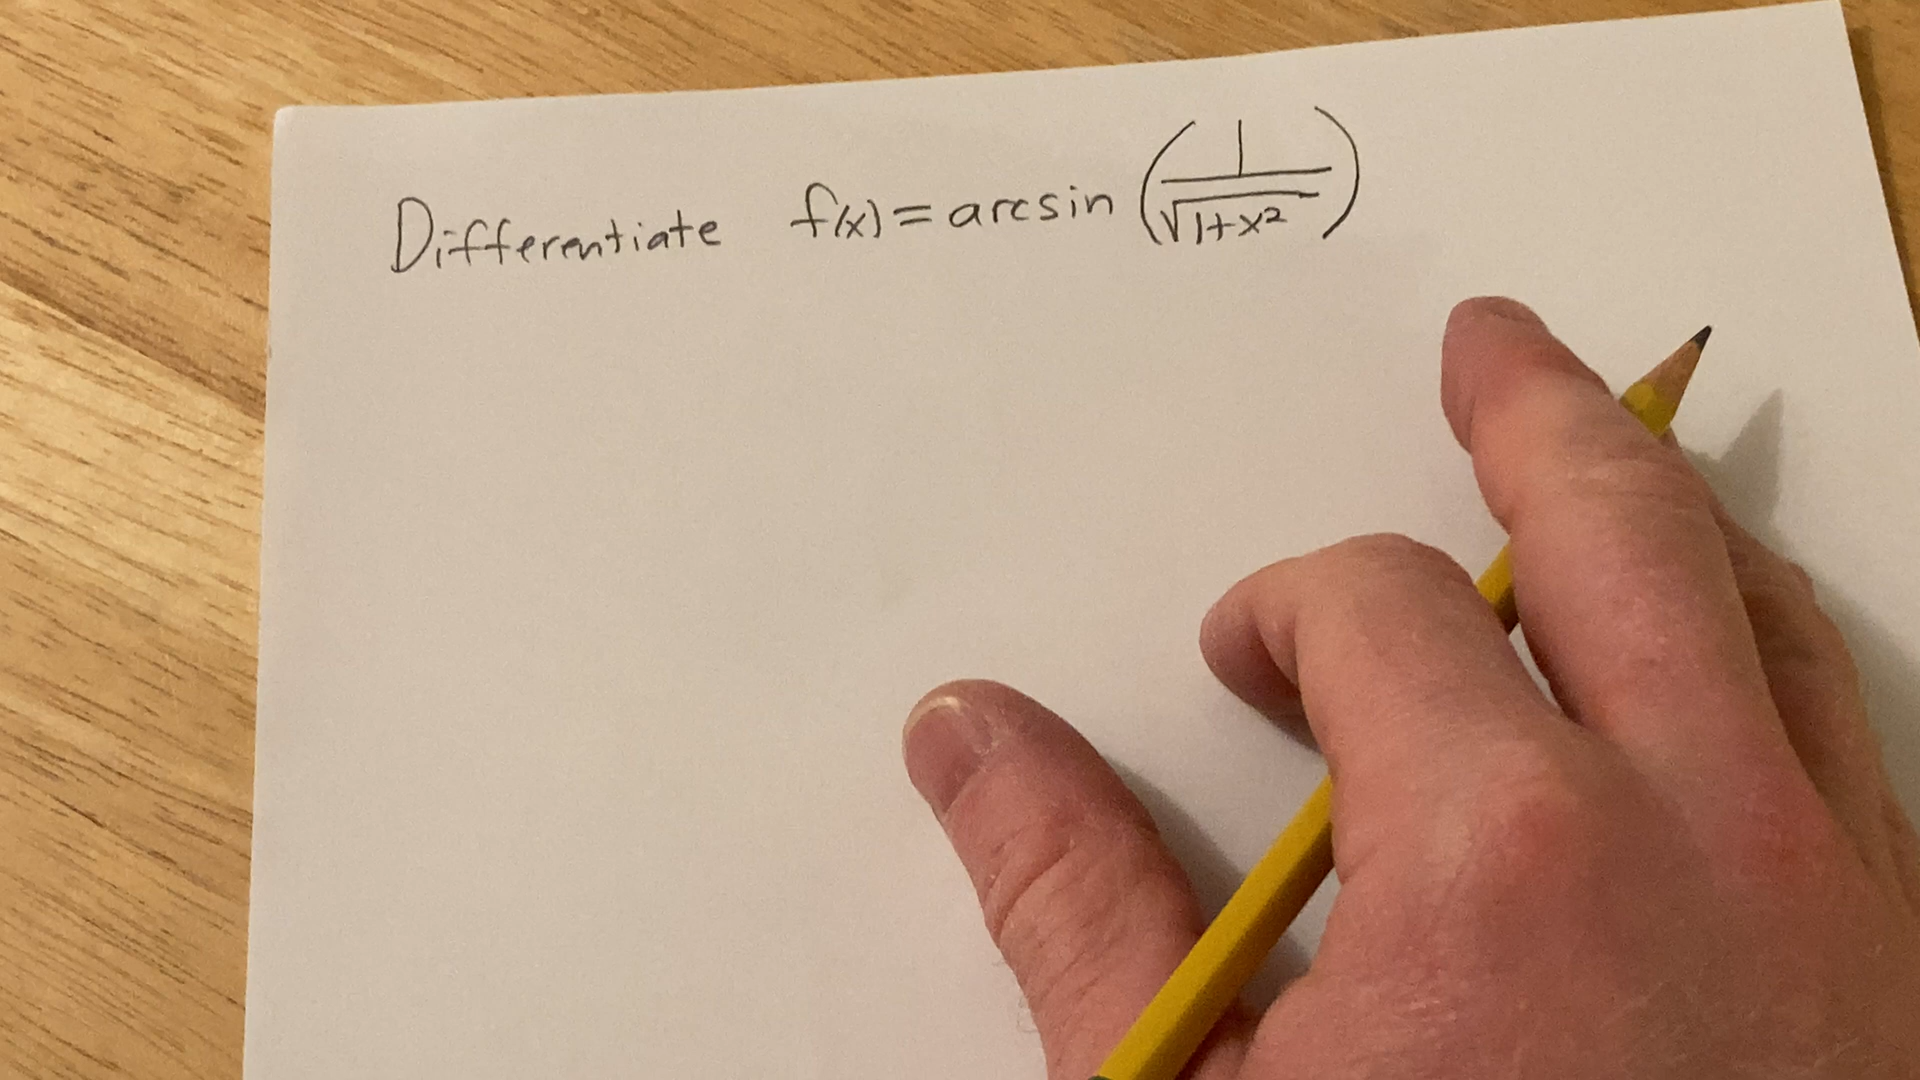 Differentiate f(x) = arcsin (1/√(1+x²))